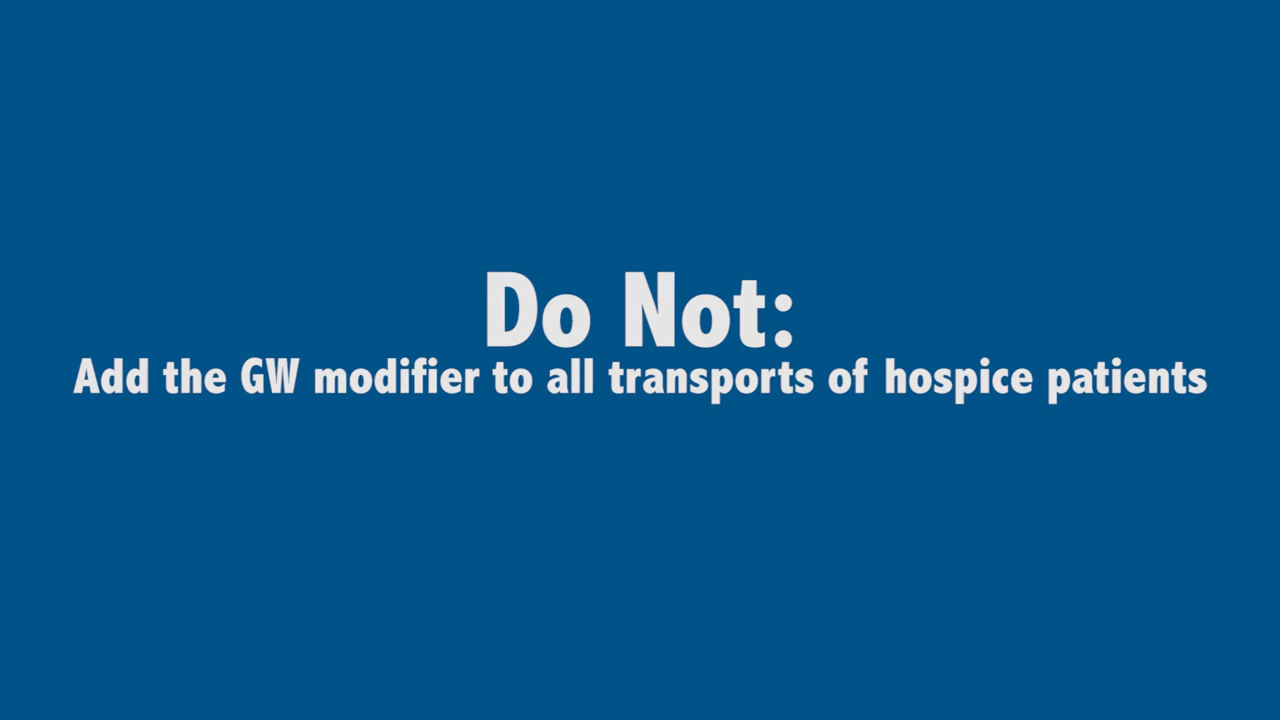 Do Not:
Add the GW modifier to all transports of hospice patients